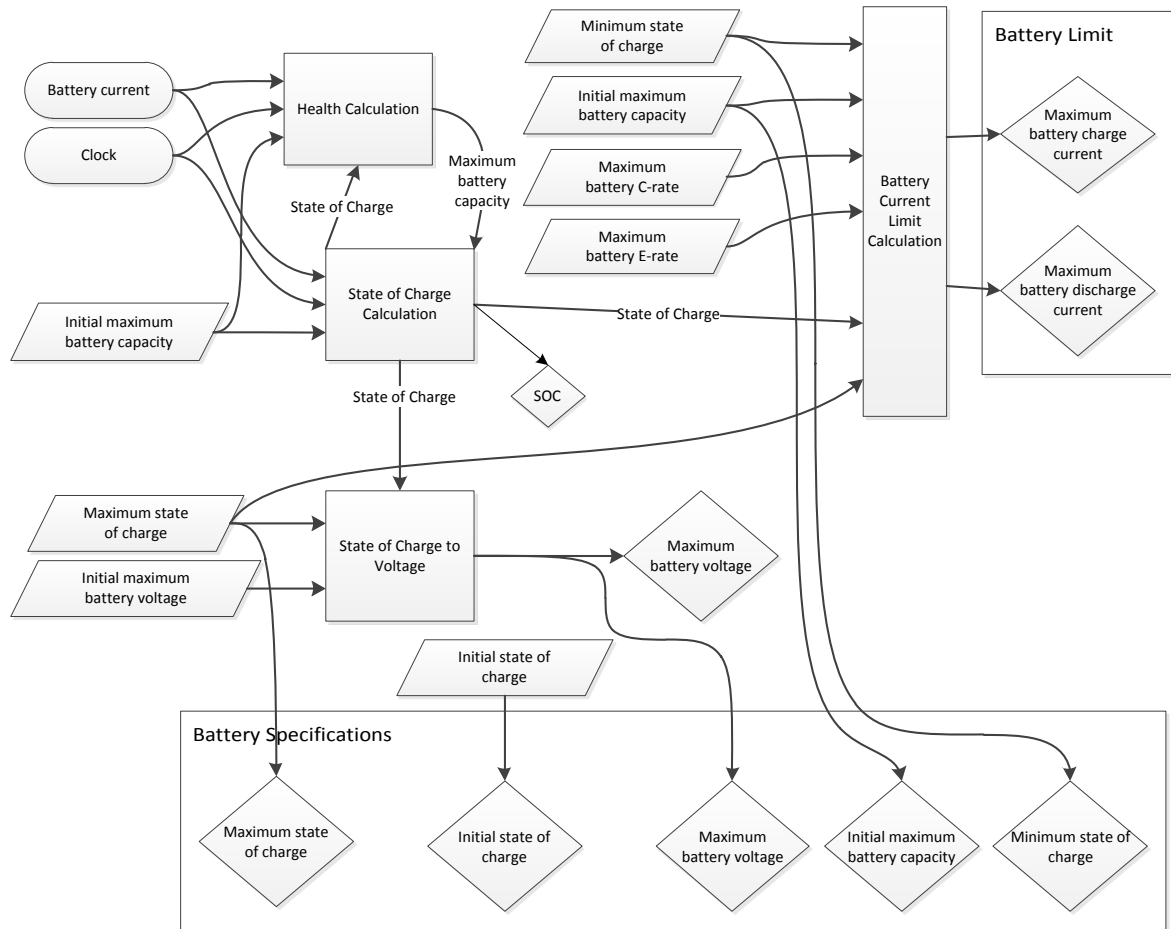 Minimum state
of charge
Battery Limit
Battery current
Health Calculation
Initial maximum
battery capacity
Maximum
battery charge
current
Clock
Maximum
battery
capacity
Maximum
battery C-rate
Battery
Current
Limit
Calculation
State of Charge
Maximum
battery E-rate
Maximum
battery discharge
current
State of Charge
Calculation
Initial maximum
battery capacity
State of Charge
State of Charge
SOC
Maximum state
of charge
State of Charge to
Voltage
Maximum
battery voltage
Initial maximum
battery voltage
Initial state of
charge
Battery Specifications
Maximum state
of charge
Initial state of
charge
Maximum
battery voltage
Initial maximum
battery capacity
Minimum state of
charge